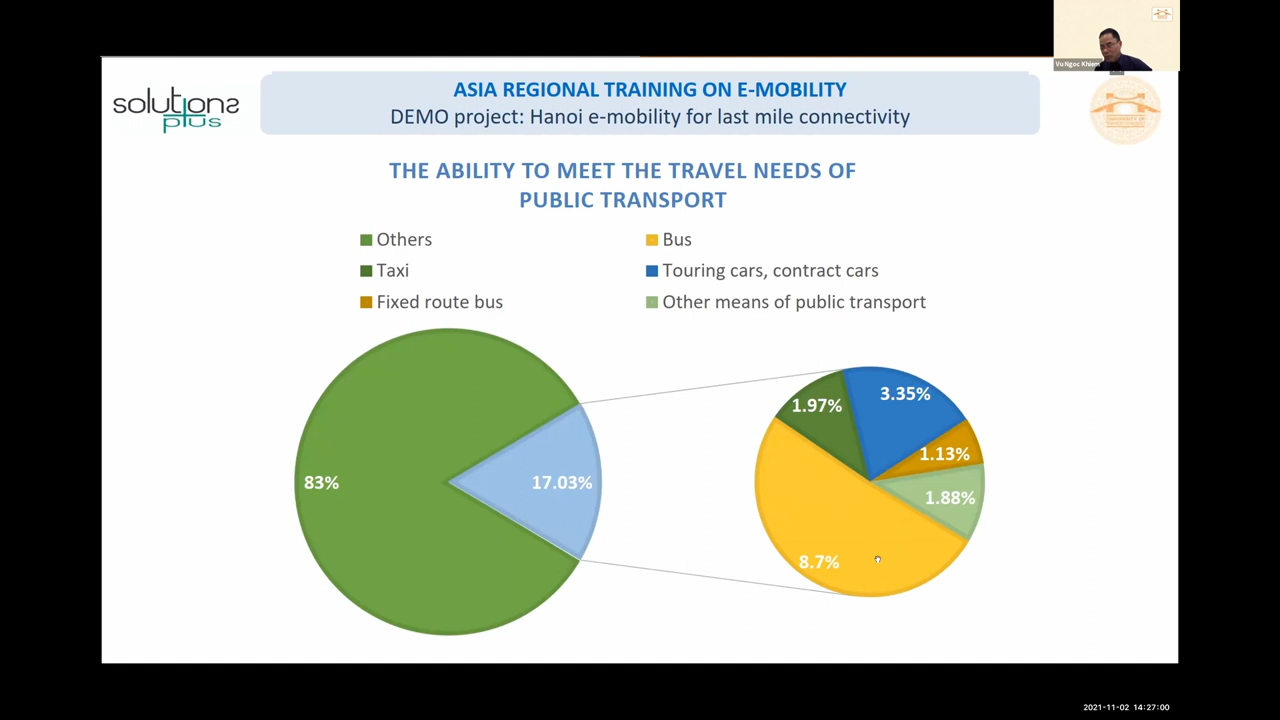 Vu Ngoc Khiem
solutions
plus
ASIA REGIONAL TRAINING ON E-MOBILITY
DEMO project: Hanoi e-mobility for last mile connectivity
THE ABILITY TO MEET THE TRAVEL NEEDS OF
PUBLIC TRANSPORT
Others
Bus
Taxi
Touring cars, contract cars
Fixed route bus
Other means of public transport
83%
17.03%
1.97%
3.35%
1.13%
1.88%
8.7%
2021-11-02 14:27:00